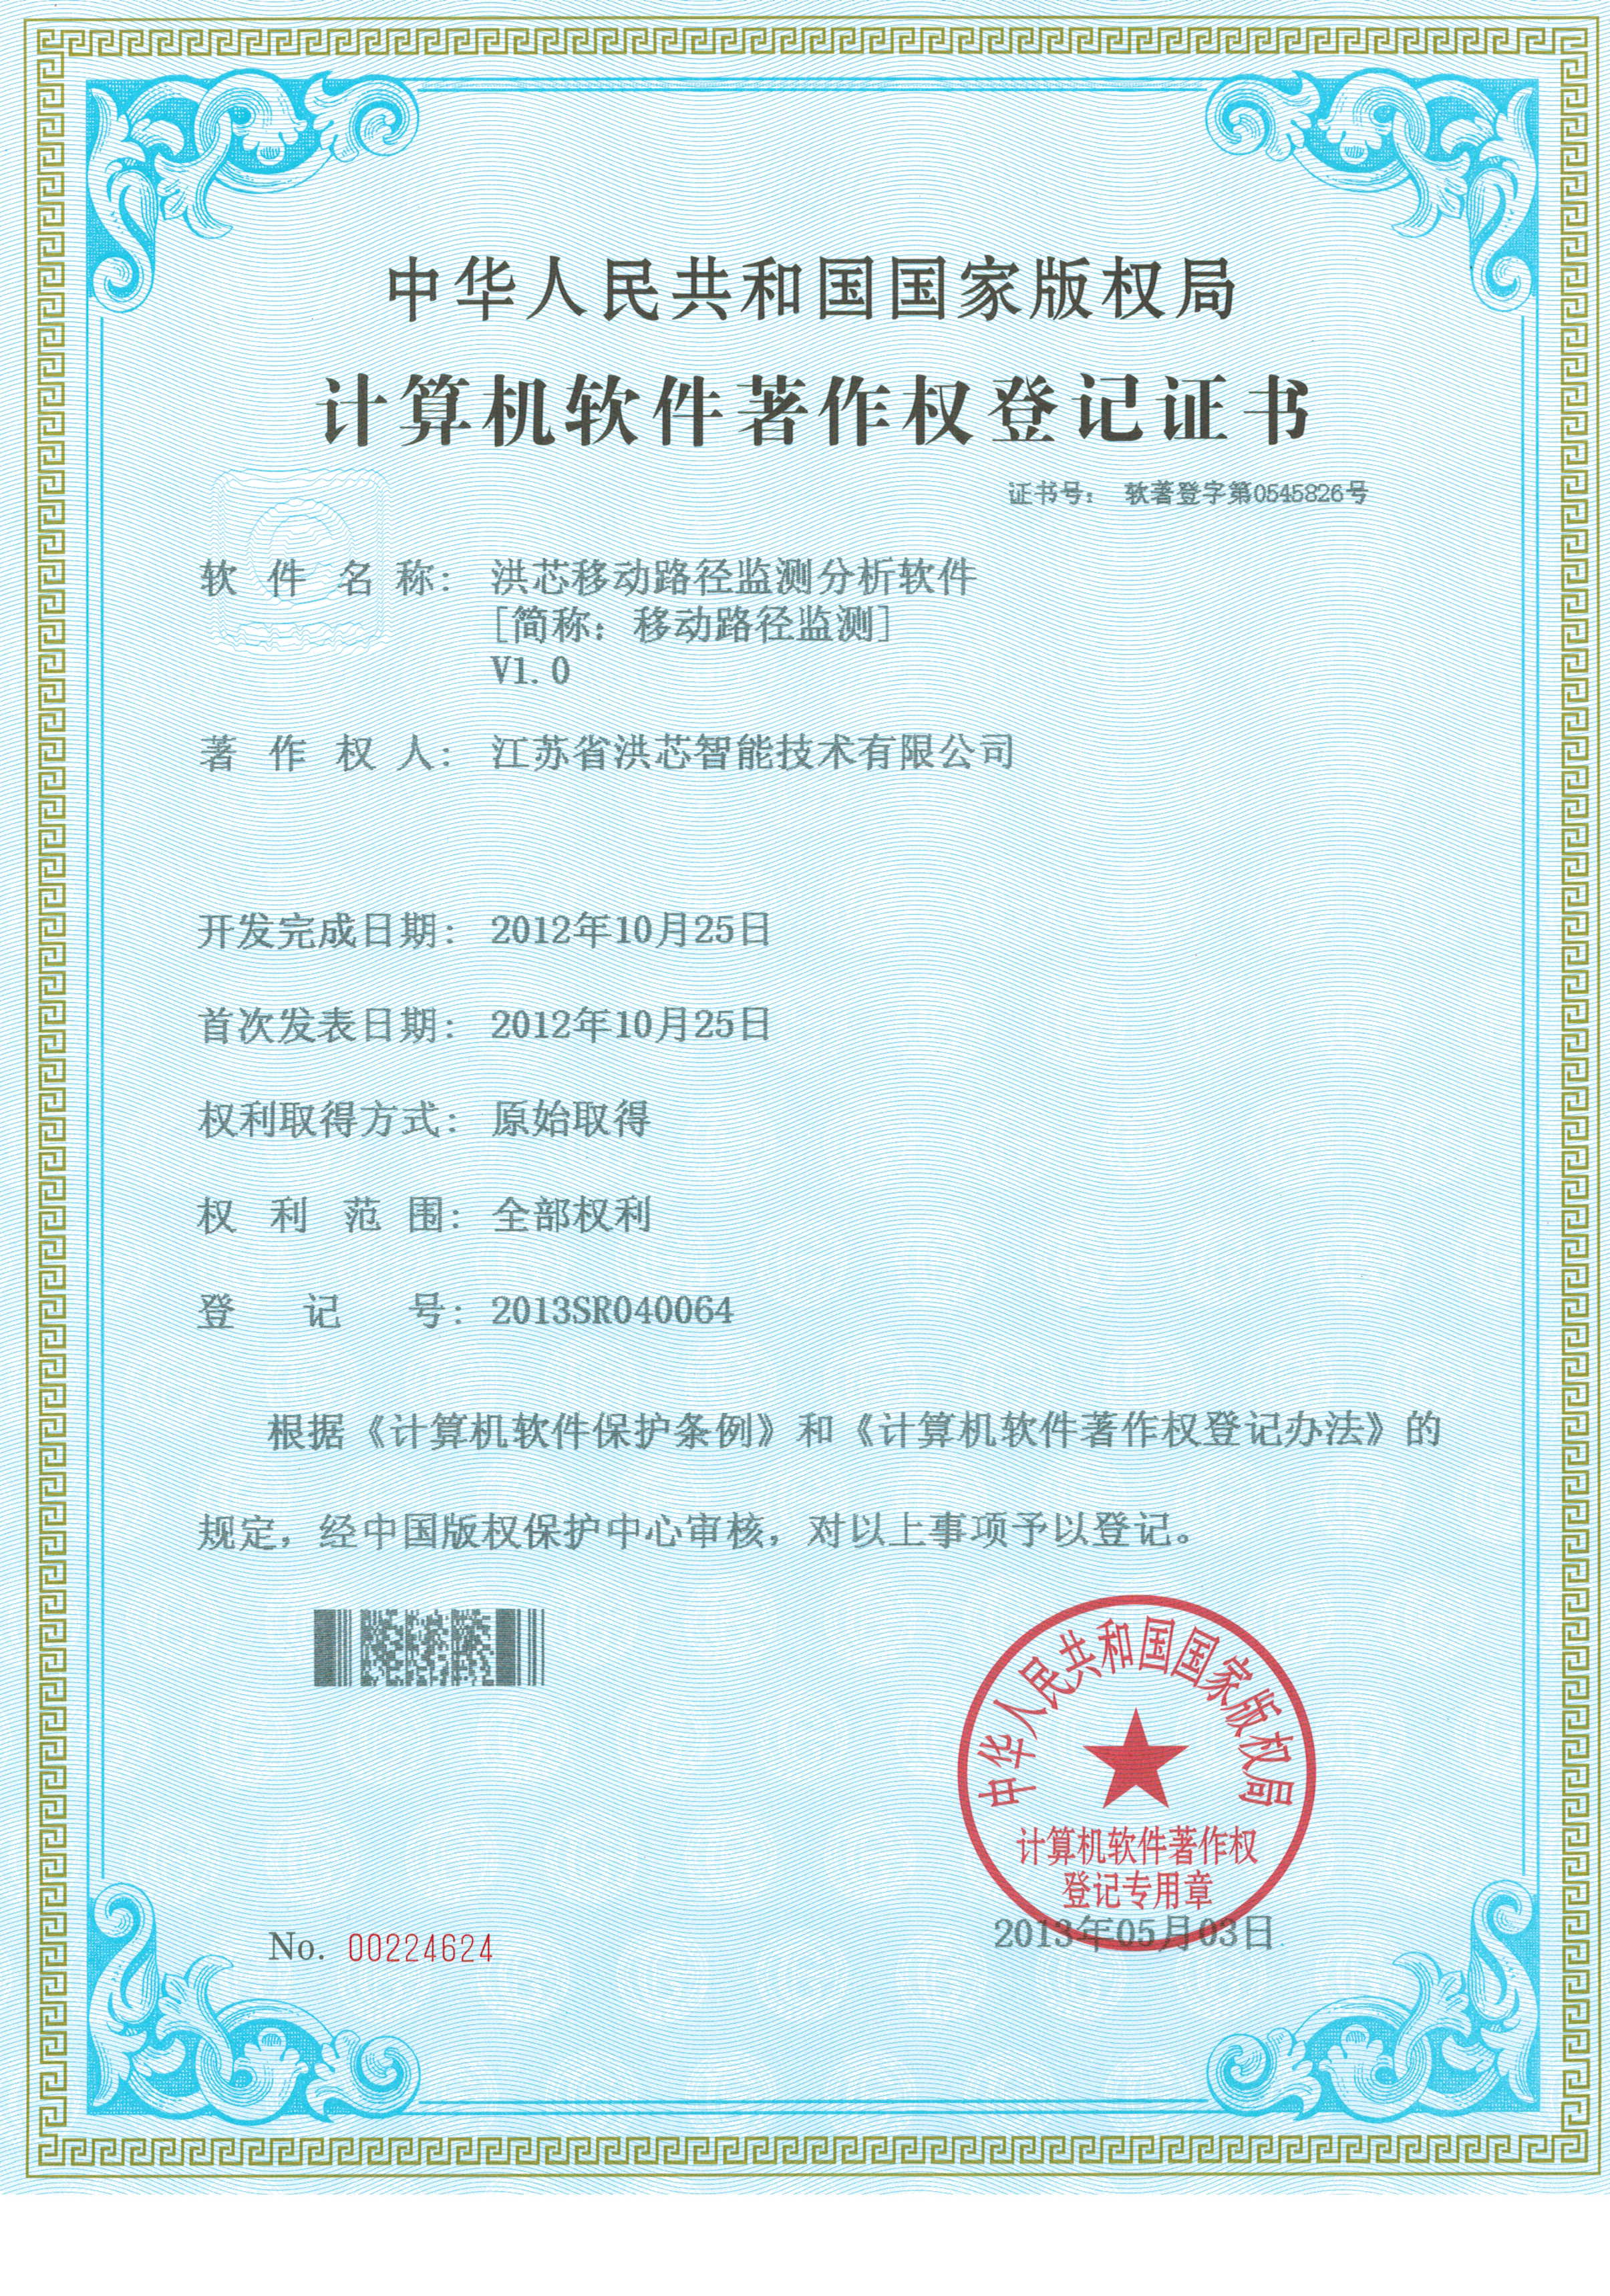 中华人民共和国国家版权局
计算机软件著作权登记证书
证书号： 软著登字第0545826号
软件名称： 洪芯移动路径监测分析软件
[简称：移动路径监测]
V1.0
著作权人： 江苏省洪芯智能技术有限公司
开发完成日期： 2012年10月25日
首次发表日期： 2012年10月25日
权利取得方式： 原始取得
权利范围： 全部权利
登记号： 2013SR040064
根据《计算机软件保护条例》和《计算机软件著作权登记办法》的
规定，经中国版权保护中心审核，对以上事项予以登记。
中华人民共和国国家版权局
计算机软件著作权
登记专用章
2013年05月03日
No. 00224624